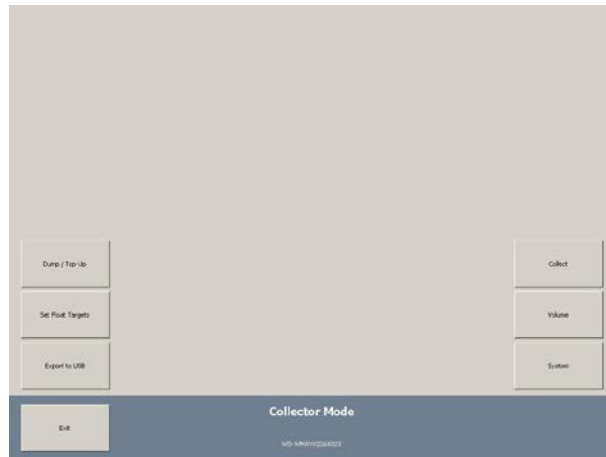 Dump / Top-Up
Collect
Set Float Targets
Volume
Export to USB
System
Exit
Collector Mode